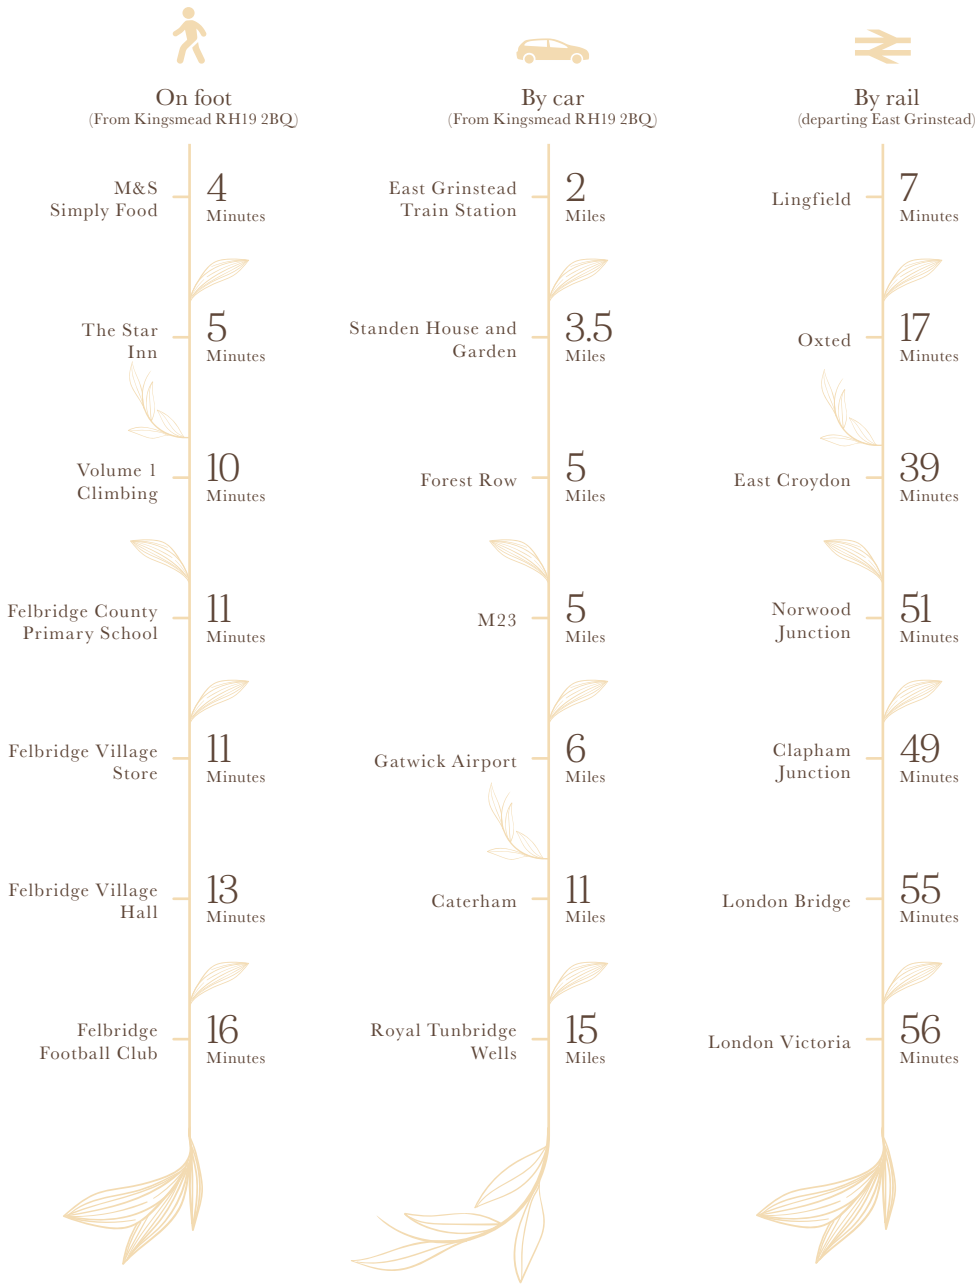 On foot
(From Kingsmead RH19 2BQ)
M&S
Simply Food
4
Minutes
The Star
Inn
5
Minutes
Volume 1
Climbing
10
Minutes
Felbridge County
Primary School
11
Minutes
Felbridge Village
Store
11
Minutes
Felbridge Village
Hall
13
Minutes
Felbridge
Football Club
16
Minutes
By car
(From Kingsmead RH19 2BQ)
East Grinstead
Train Station
2
Miles
Standen House and
Garden
3.5
Miles
Forest Row
5
Miles
M23
5
Miles
Gatwick Airport
6
Miles
Caterham
11
Miles
Royal Tunbridge
Wells
15
Miles
By rail
(departing East Grinstead)
Lingfield
7
Minutes
Oxted
17
Minutes
East Croydon
39
Minutes
Norwood
Junction
51
Minutes
Clapham
Junction
49
Minutes
London Bridge
55
Minutes
London Victoria
56
Minutes